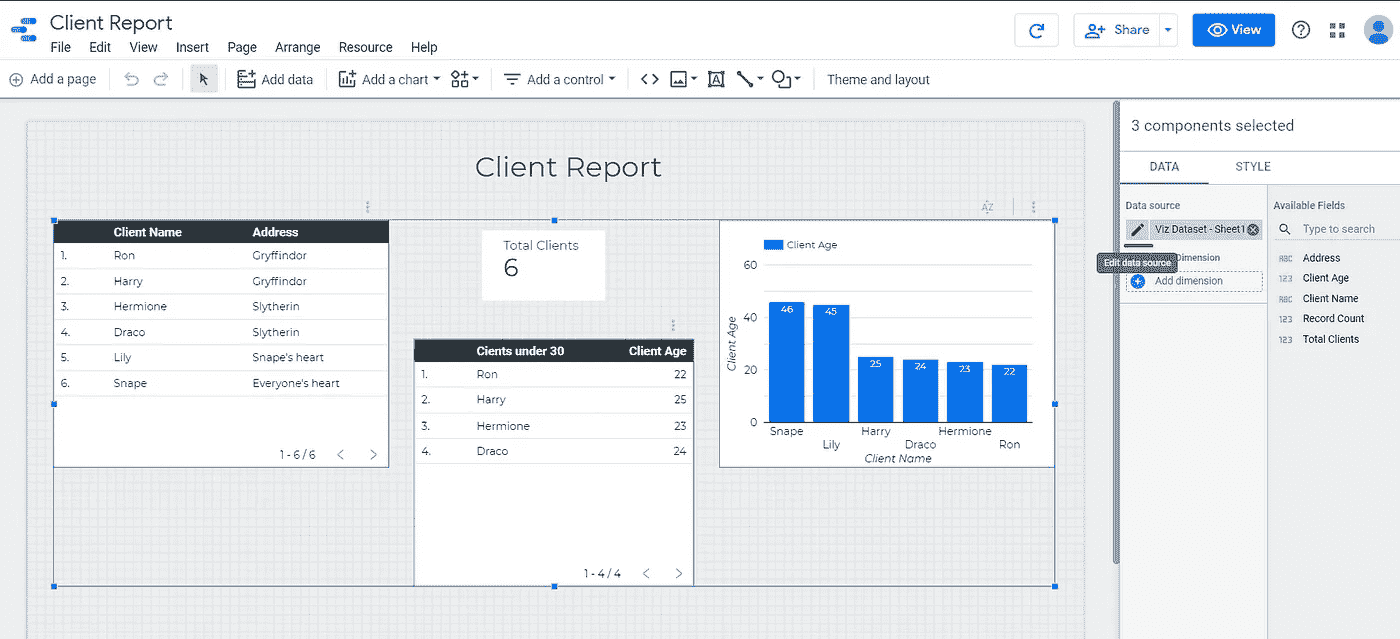 Client Report
File Edit View Insert Page Arrange Resource Help
Share
View
Add a page
Add data
Add a chart
Add a control
Theme and layout
Client Report
Client Name Address
1. Ron Gryffindor
2. Harry Gryffindor
3. Hermione Slytherin
4. Draco Slytherin
5. Lily Snape's heart
6. Snape Everyone's heart
1 - 6 / 6
Total Clients
6
Cients under 30 Client Age
1. Ron 22
2. Harry 25
3. Hermione 23
4. Draco 24
1 - 4 / 4
AZ
Client Age
60
40
20
0
Client Age
46 45 25 24 23 22
Snape Lily Harry Draco Hermione Ron
Client Name
3 components selected
DATA STYLE
Data source
Viz Dataset - Sheet1
Edit data source
Dimension
Add dimension
Available Fields
Type to search
ABC Address
123 Client Age
ABC Client Name
123 Record Count
123 Total Clients